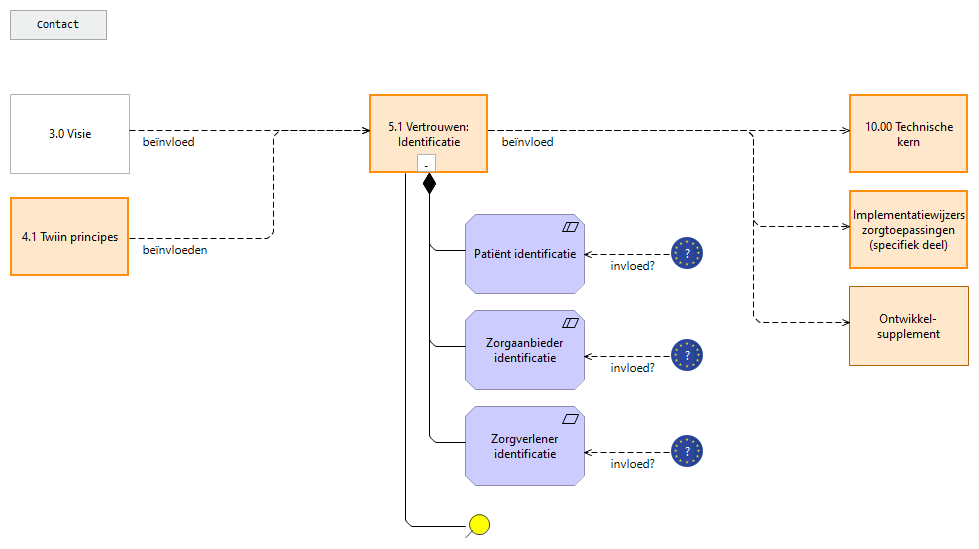 Contact
3.0 Visie
beïnvloed
4.1 Twiin principes
beïnvloeden
5.1 Vertrouwen:
Identificatie
-
beïnvloed
10.00 Technische
kern
Implementatiewijzers
zorgtoepassingen
(specifiek deel)
Ontwikkel-
supplement
Patiënt identificatie
invloed?
?
Zorgaanbieder
identificatie
invloed?
?
Zorgverlener
identificatie
invloed?
?